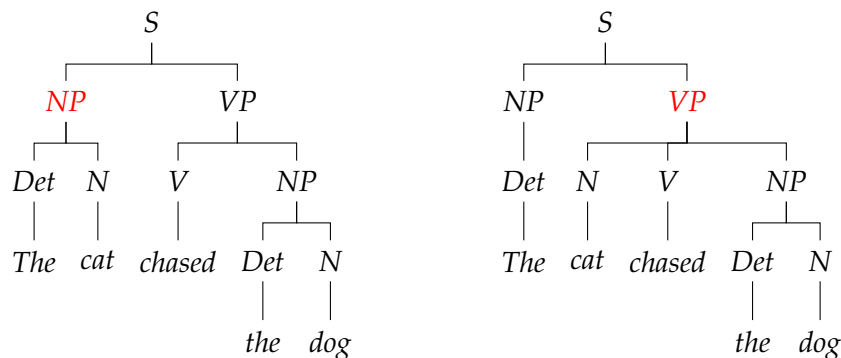 S S
NP VP NP VP
Det N V NP Det N V NP
The cat chased Det N The cat chased Det N
the dog the dog